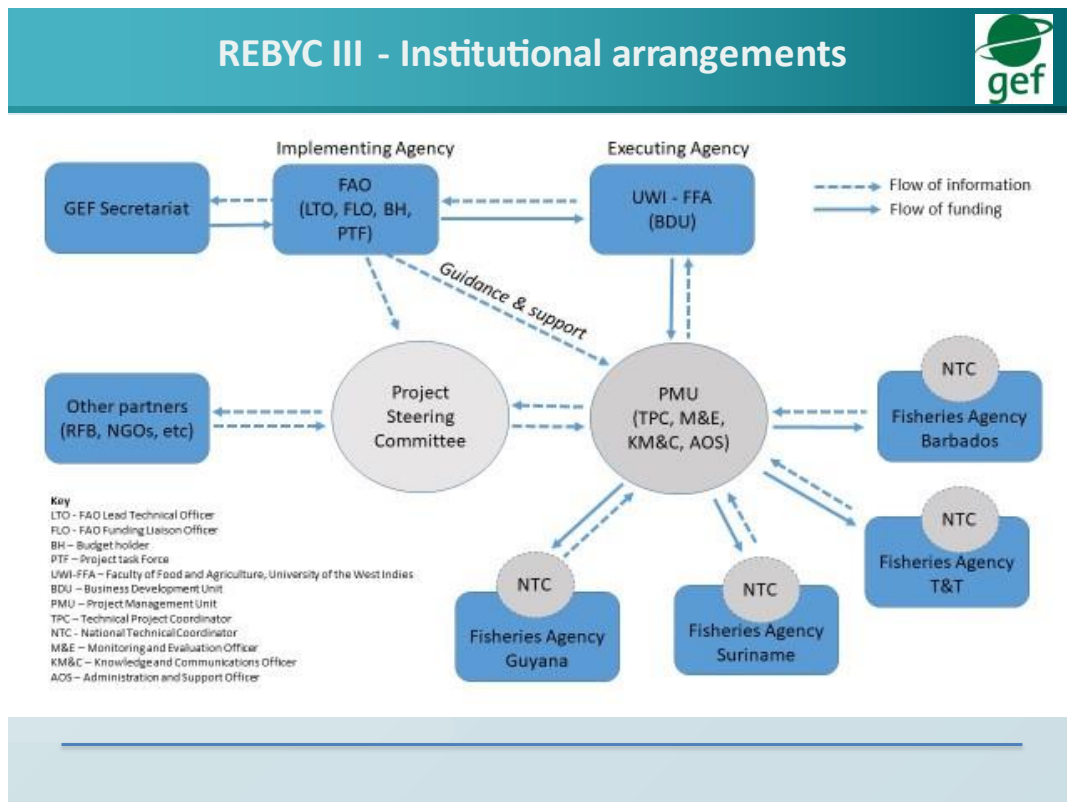 REBYC III - Institutional arrangements
gef
Implementing Agency
Executing Agency
GEF Secretariat
FAO
(LTO, FLO, BH,
PTF)
UWI - FFA
(BDU)
Flow of information
Flow of funding
Guidance & support
Other partners
(RFB, NGOs, etc)
Project
Steering
Committee
PMU
(TPC, M&E,
KM&C, AOS)
NTC
Fisheries Agency
Barbados
NTC
Fisheries Agency
T&T
NTC
Fisheries Agency
Guyana
NTC
Fisheries Agency
Suriname
Key
LTO - FAO Lead Technical Officer
FLO - FAO Funding Liaison Officer
BH – Budget holder
PTF – Project task Force
UWI-FFA – Faculty of Food and Agriculture, University of the West Indies
BDU – Business Development Unit
PMU – Project Management Unit
TPC – Technical Project Coordinator
NTC - National Technical Coordinator
M&E – Monitoring and Evaluation Officer
KM&C – Knowledge and Communications Officer
AOS – Administration and Support Officer